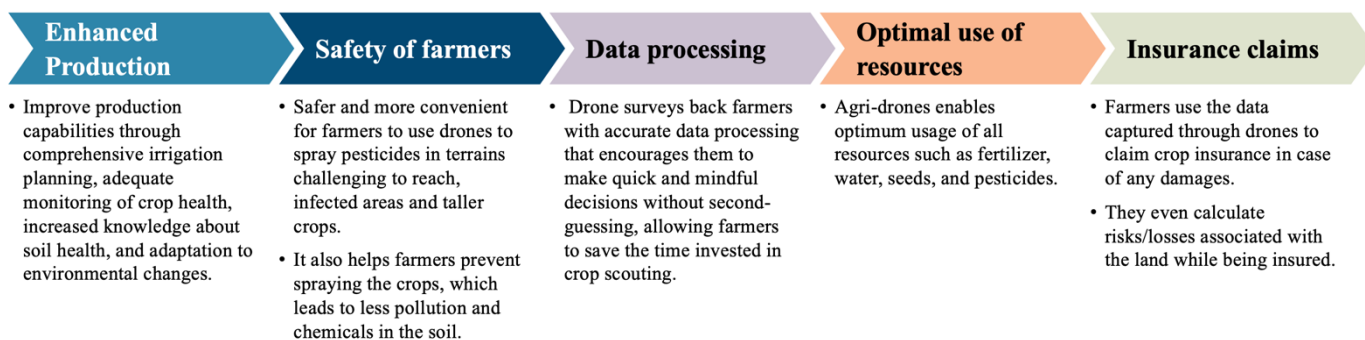 Enhanced
Production
Safety of farmers
Data processing
Optimal use of
resources
Insurance claims
• Improve production
capabilities through
comprehensive irrigation
planning, adequate
monitoring of crop health,
increased knowledge about
soil health, and adaptation to
environmental changes.
• Safer and more convenient
for farmers to use drones to
spray pesticides in terrains
challenging to reach,
infected areas and taller
crops.
• It also helps farmers prevent
spraying the crops, which
leads to less pollution and
chemicals in the soil.
• Drone surveys back farmers
with accurate data processing
that encourages them to
make quick and mindful
decisions without second-
guessing, allowing farmers
to save the time invested in
crop scouting.
• Agri-drones enables
optimum usage of all
resources such as fertilizer,
water, seeds, and pesticides.
• Farmers use the data
captured through drones to
claim crop insurance in case
of any damages.
• They even calculate
risks/losses associated with
the land while being insured.